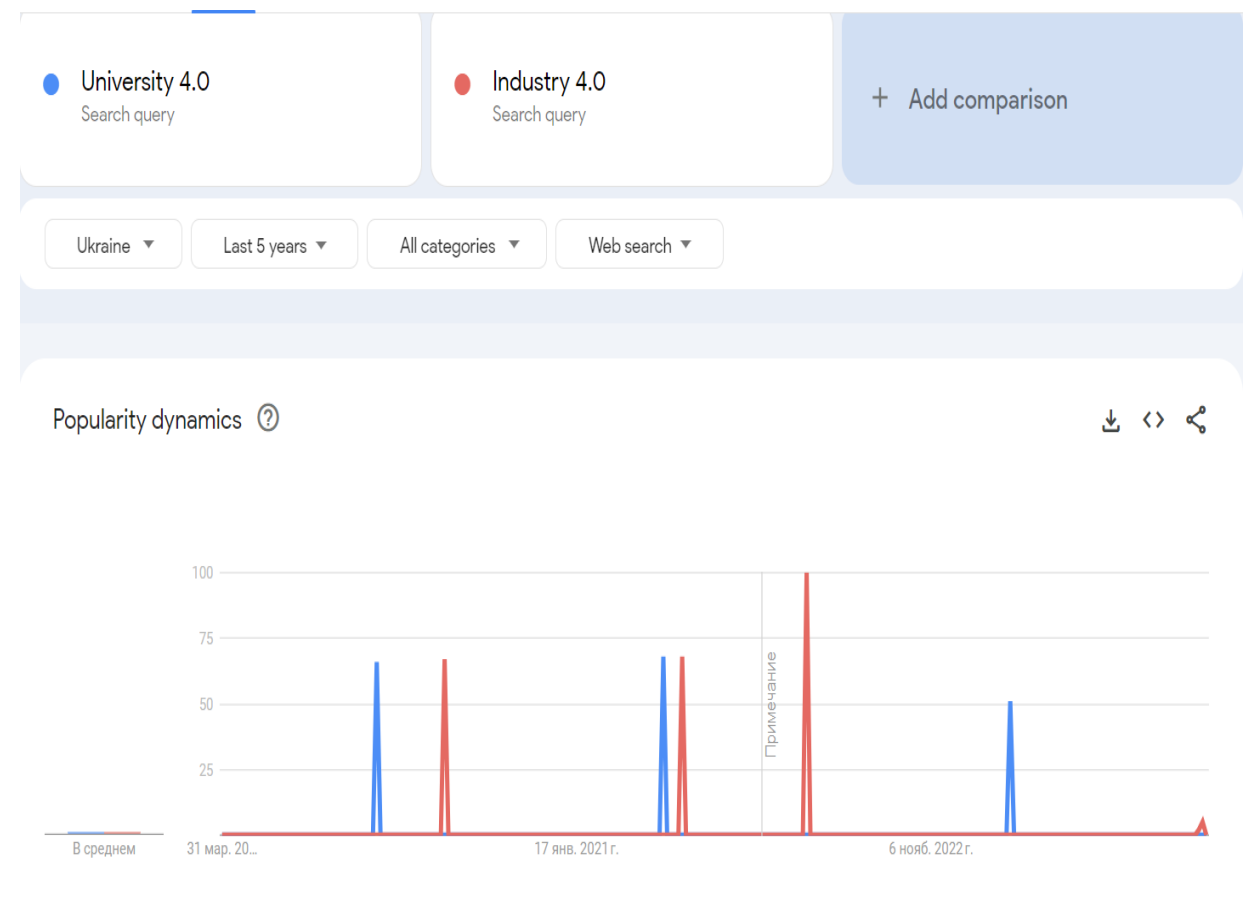 University 4.0
Search query
Industry 4.0
Search query
+ Add comparison
Ukraine
Last 5 years
All categories
Web search
Popularity dynamics
100
75
50
25
Примечание
В среднем
31 мар. 20...
17 янв. 2021 г.
6 нояб. 2022 г.